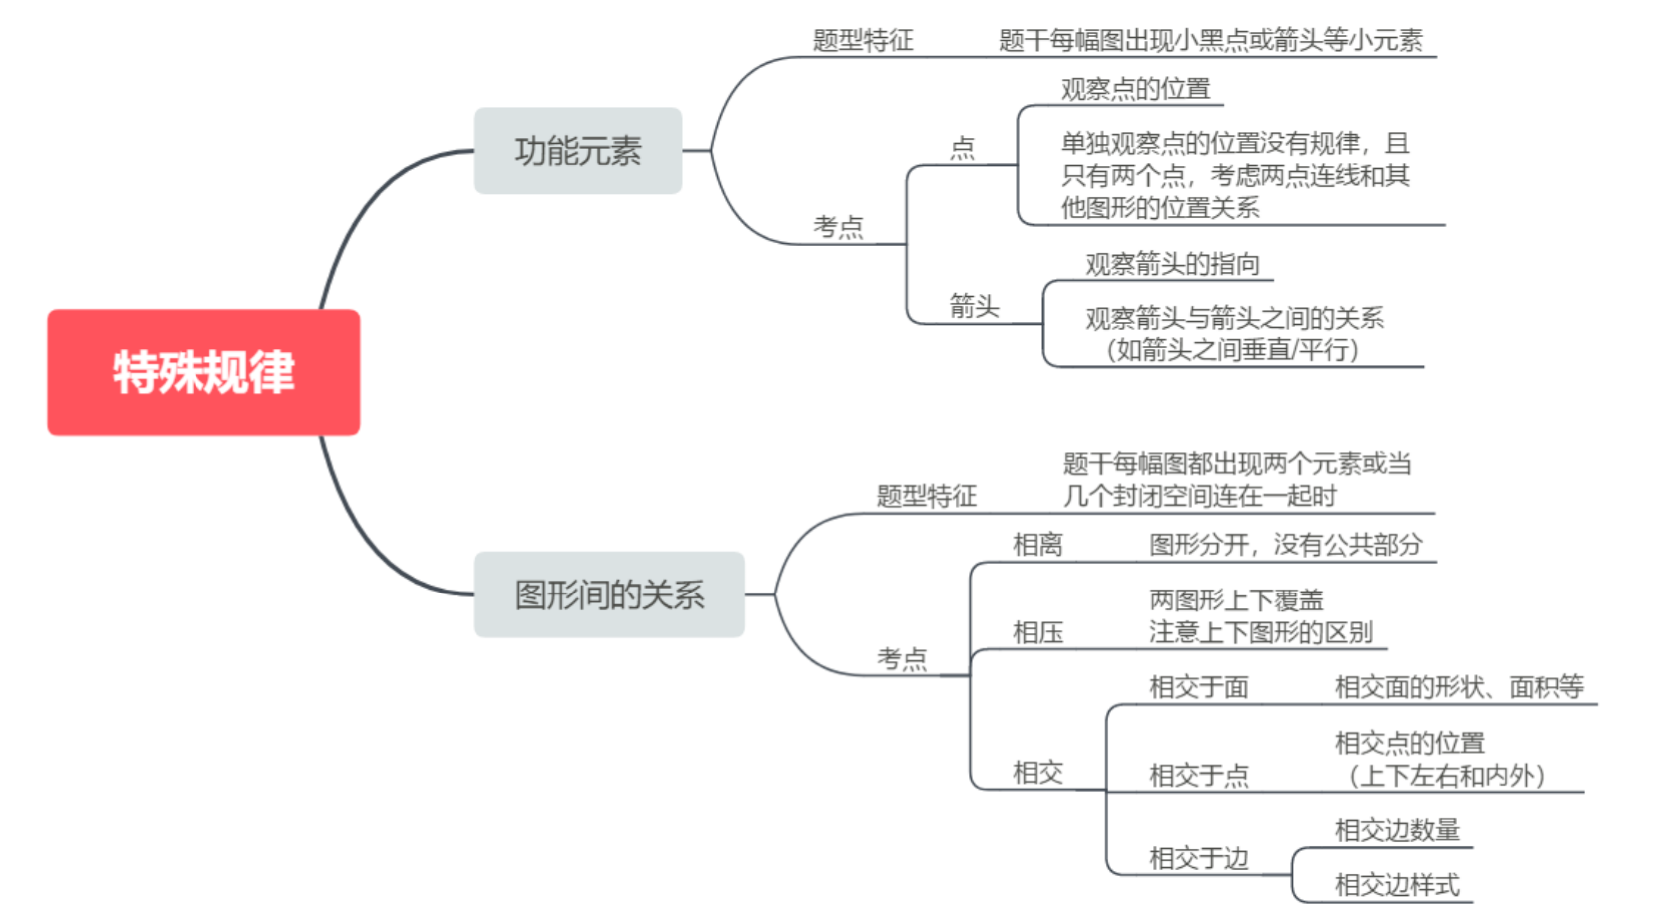 特殊规律
功能元素
题型特征
题干每幅图出现小黑点或箭头等小元素
考点
点
观察点的位置
单独观察点的位置没有规律，且
只有两个点，考虑两点连线和其
他图形的位置关系
箭头
观察箭头的指向
观察箭头与箭头之间的关系
（如箭头之间垂直/平行）
图形间的关系
题型特征
题干每幅图都出现两个元素或当
几个封闭空间连在一起时
考点
相离
图形分开，没有公共部分
相压
两图形上下覆盖
注意上下图形的区别
相交
相交于面
相交面的形状、面积等
相交于点
相交点的位置
（上下左右和内外）
相交于边
相交边数量
相交边样式